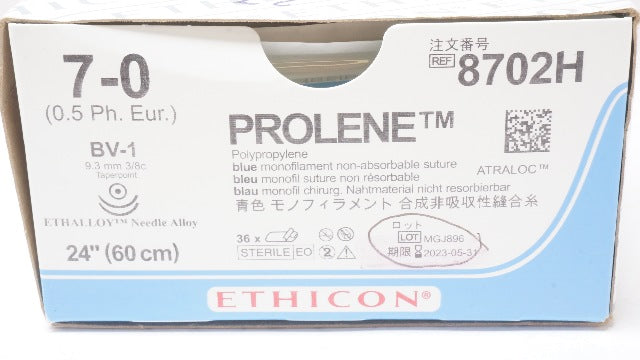 7-0
(0.5 Ph. Eur.)
BV-1
9.3 mm 3/8c
Taperpoint
ETHALLOY™ Needle Alloy
24" (60 cm)
注文番号
REF 8702H
PROLENE™
Polypropylene
blue monofilament non-absorbable suture
bleu monofil suture non résorbable
blau monofil chirurg. Nahtmaterial nicht resorbierbar
青色 モノフィラメント 合成非吸収性縫合糸
ATRALOC™
36 x
STERILE EO
2
ロット
LOT MGJ896
期限 2023-05-31
ETHICON®